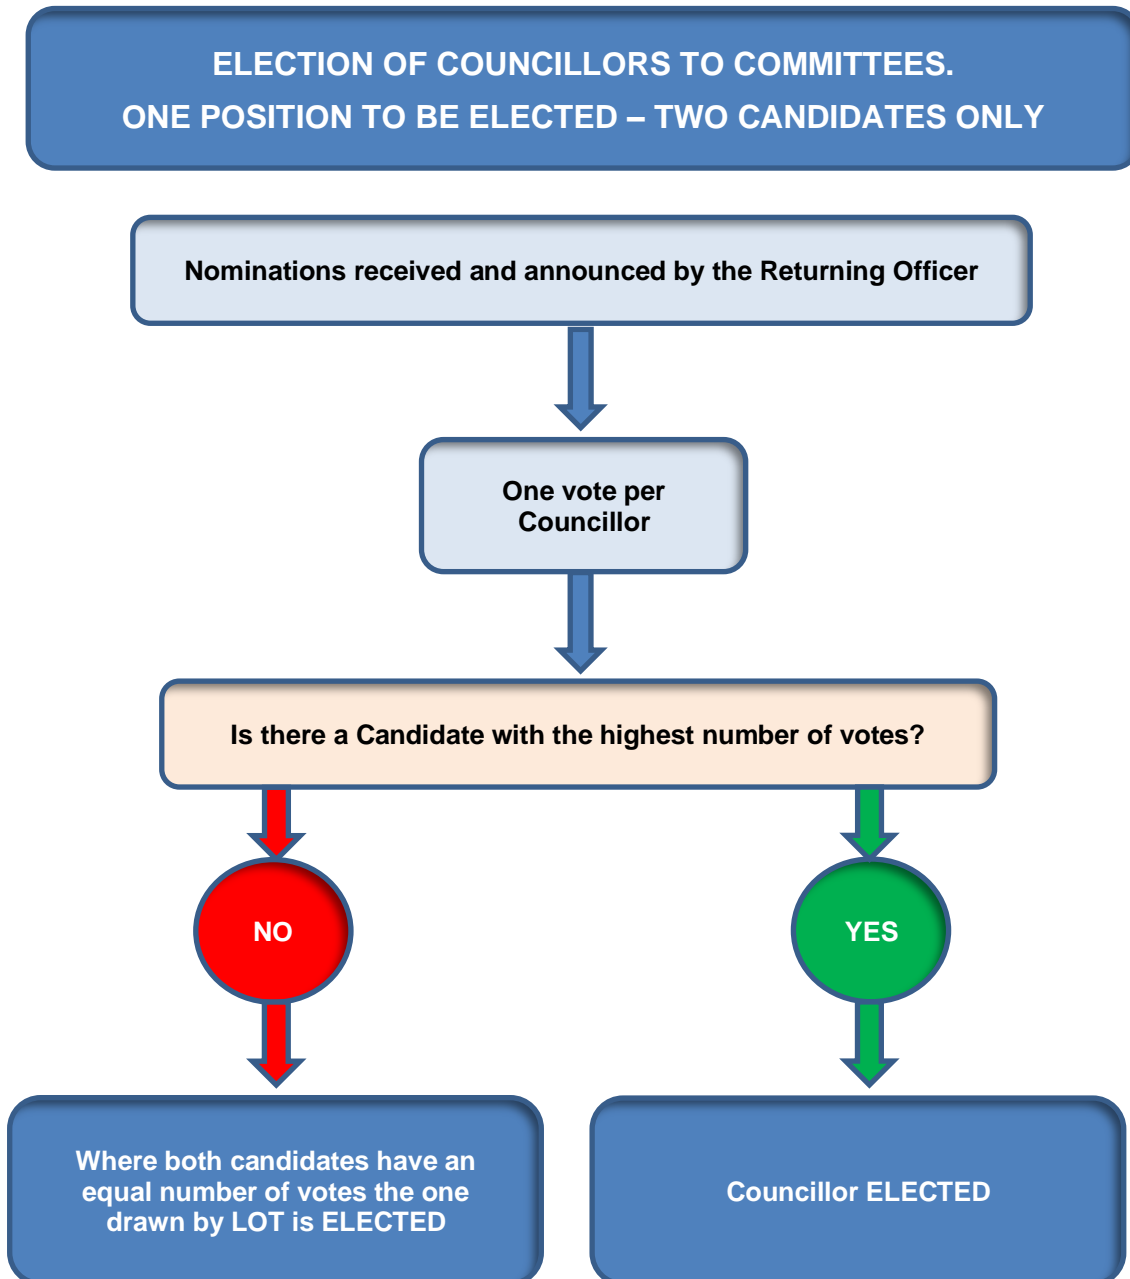 ELECTION OF COUNCILLORS TO COMMITTEES.
ONE POSITION TO BE ELECTED – TWO CANDIDATES ONLY
Nominations received and announced by the Returning Officer
One vote per
Councillor
Is there a Candidate with the highest number of votes?
NO
YES
Where both candidates have an
equal number of votes the one
drawn by LOT is ELECTED
Councillor ELECTED